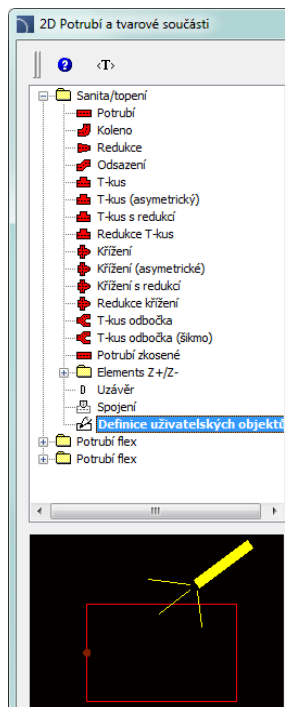 2D Potrubí a tvarové součásti
? <T>
Sanita/topení
Potrubí
Koleno
Redukce
Odsazení
T-kus
T-kus (asymetrický)
T-kus s redukcí
Redukce T-kus
Křížení
Křížení (asymetrické)
Křížení s redukcí
Redukce křížení
T-kus odbočka
T-kus odbočka (šikmo)
Potrubí zkosené
Elements Z+/Z-
D Uzávěr
Spojení
Definice uživatelských objektů
Potrubí flex
Potrubí flex